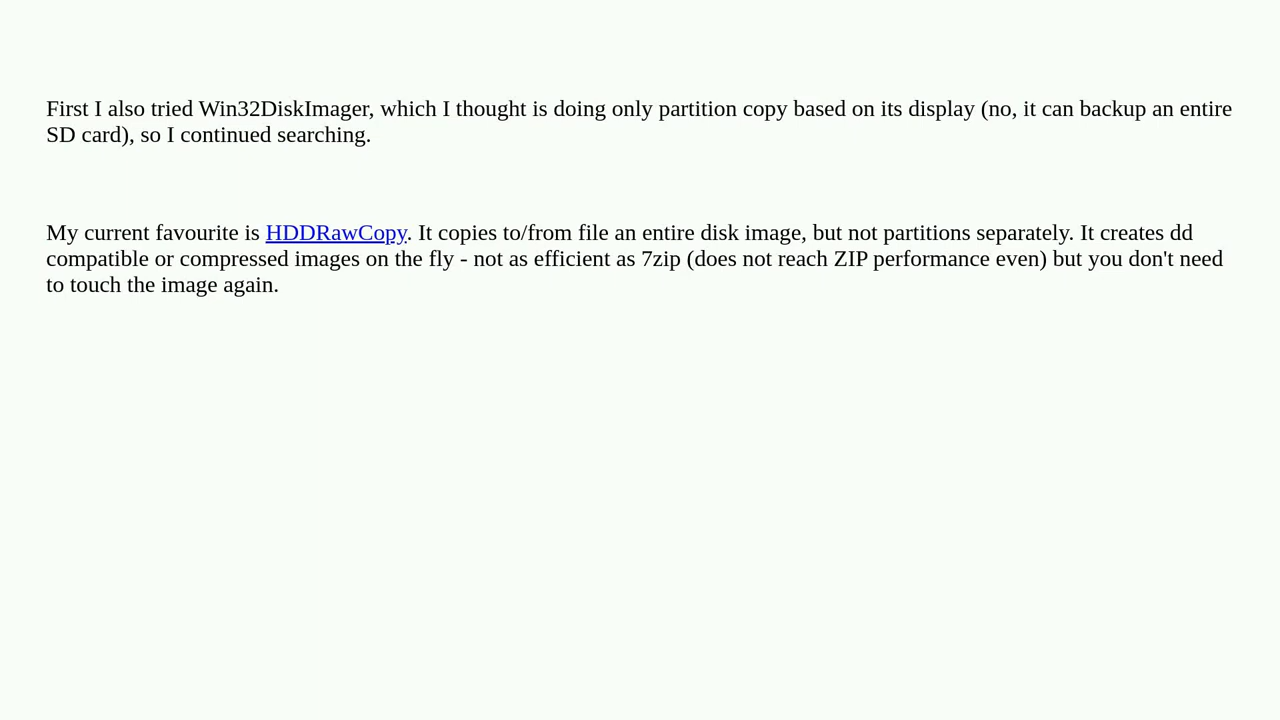 First I also tried Win32DiskImager, which I thought is doing only partition copy based on its display (no, it can backup an entire
SD card), so I continued searching.
My current favourite is HDDRawCopy. It copies to/from file an entire disk image, but not partitions separately. It creates dd
compatible or compressed images on the fly - not as efficient as 7zip (does not reach ZIP performance even) but you don't need
to touch the image again.